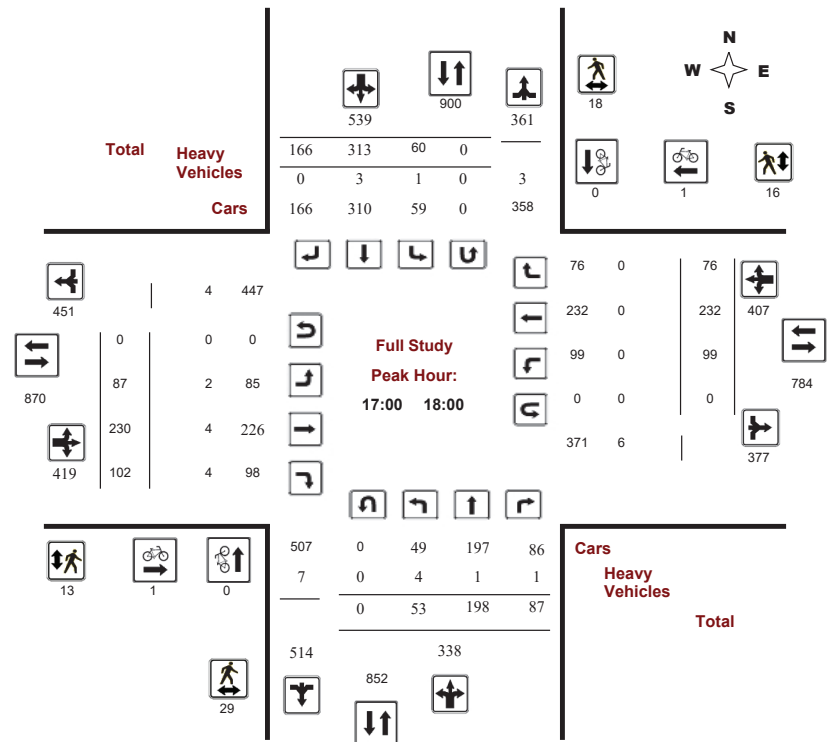 N
W E
S
900
18
539 361
Total Heavy Vehicles Cars
166 313 60 0
0 3 1 0 3
166 310 59 0 358
0 1 16
451
4 447
76 0 76
407
232 0 232
0 0 0
870
87 2 85
99 0 99
784
Full Study
Peak Hour:
17:00 18:00
0 0 0
230 4 226
371 6
377
419
102 4 98
507 0 49 197 86
7 0 4 1 1
0 53 198 87
Cars
Heavy
Vehicles
Total
13 1 0
514 338
852
29